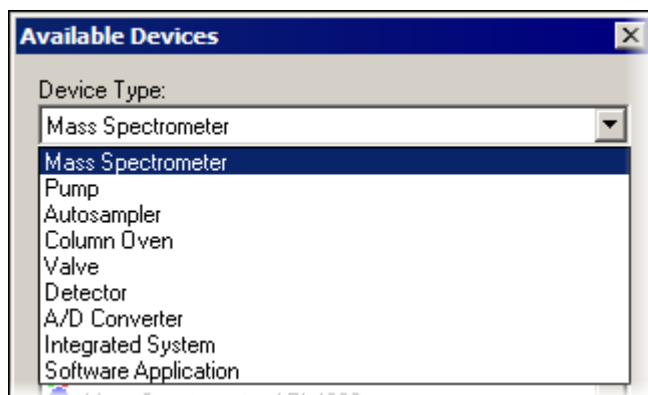 Available Devices
Device Type:
Mass Spectrometer
Mass Spectrometer
Pump
Autosampler
Column Oven
Valve
Detector
A/D Converter
Integrated System
Software Application